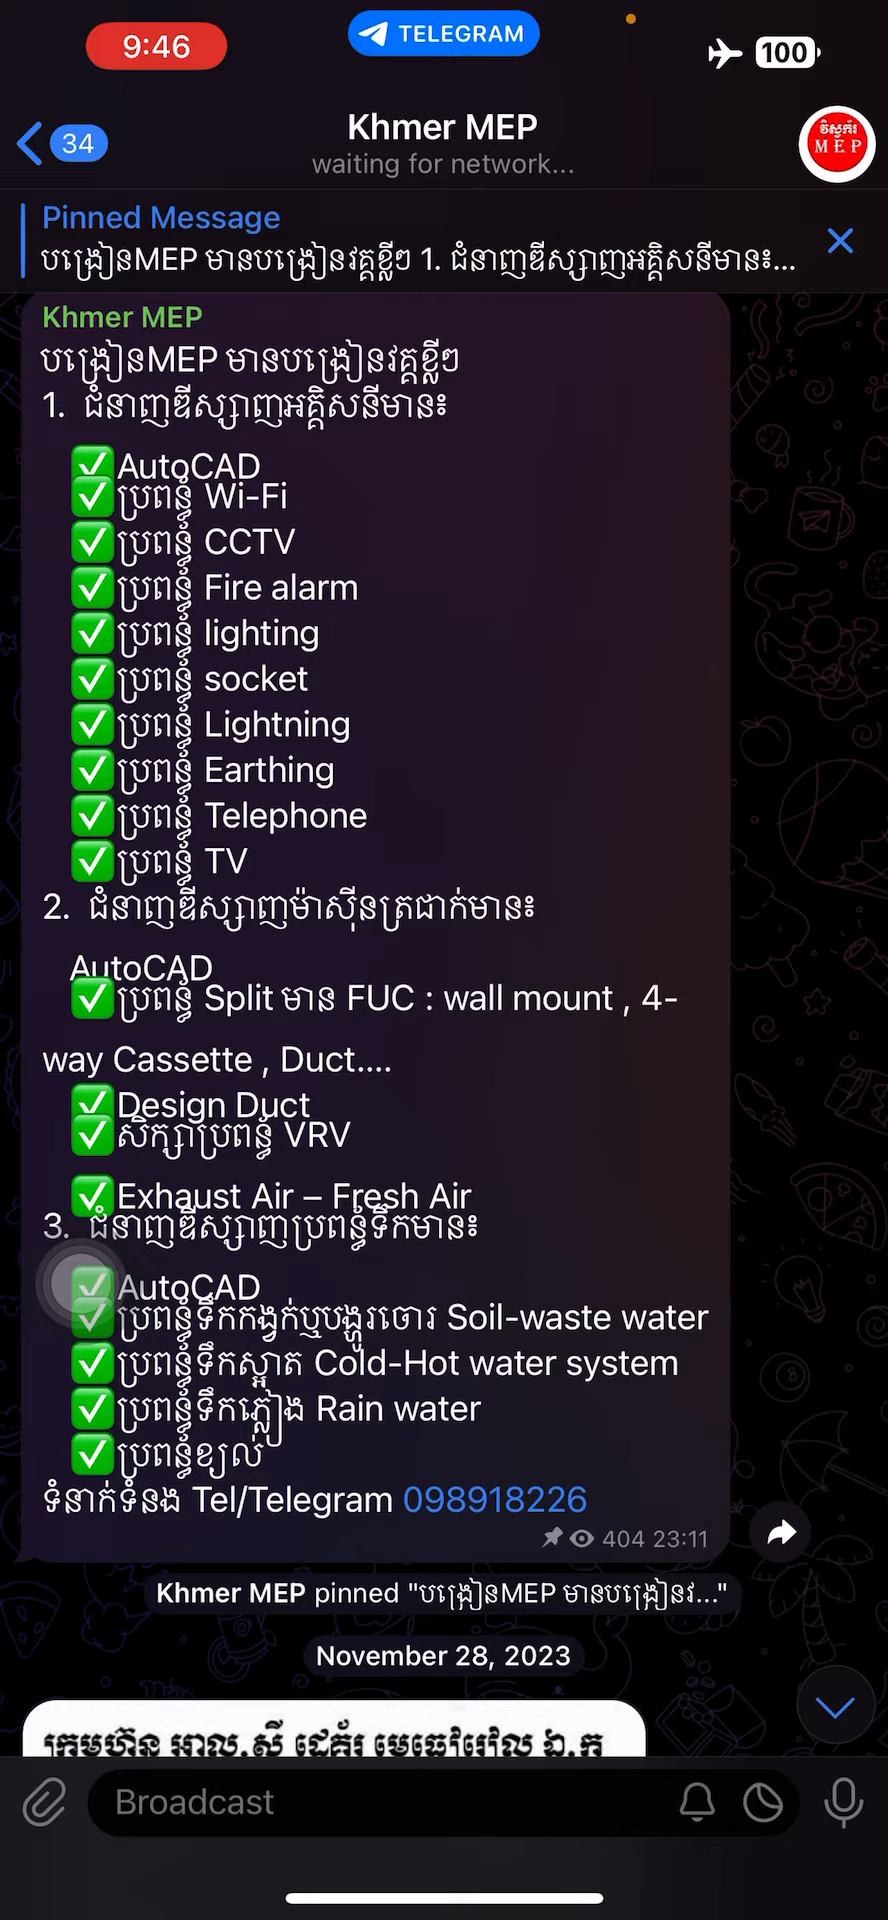 9:46
TELEGRAM
100
34
Khmer MEP
waiting for network...
វិស្វករ
MEP
Pinned Message
បង្រៀនMEP មានបង្រៀនវគ្គខ្លីៗ 1. ជំនាញឌីស្សាញអគ្គិសនីមាន៖...
Khmer MEP
បង្រៀនMEP មានបង្រៀនវគ្គខ្លីៗ
1. ជំនាញឌីស្សាញអគ្គិសនីមាន៖
✅AutoCAD
✅ប្រពន្ធ័ Wi-Fi
✅ប្រពន្ធ័ CCTV
✅ប្រពន្ធ័ Fire alarm
✅ប្រពន្ធ័ lighting
✅ប្រពន្ធ័ socket
✅ប្រពន្ធ័ Lightning
✅ប្រពន្ធ័ Earthing
✅ប្រពន្ធ័ Telephone
✅ប្រពន្ធ័ TV
2. ជំនាញឌីស្សាញម៉ាស៊ីនត្រជាក់មាន៖
AutoCAD
✅ប្រពន្ធ័ Split មាន FUC : wall mount , 4-
way Cassette , Duct....
✅Design Duct
✅សិក្សាប្រពន្ធ័ VRV
✅Exhaust Air – Fresh Air
3. ជំនាញឌីស្សាញប្រពន្ធ័ទឹកមាន៖
✅AutoCAD
✅ប្រពន្ធ័ទឹកកង្វក់ឬបង្ហូរចោរ Soil-waste water
✅ប្រពន្ធ័ទឹកស្អាត Cold-Hot water system
✅ប្រពន្ធ័ទឹកភ្លៀង Rain water
✅ប្រពន្ធ័ខ្យល់
ទំនាក់ទំនង Tel/Telegram 098918226
404 23:11
Khmer MEP pinned "បង្រៀនMEP មានបង្រៀនវ..."
November 28, 2023
ក្រុមហ៊ុន អាល.ស៊ី
Broadcast